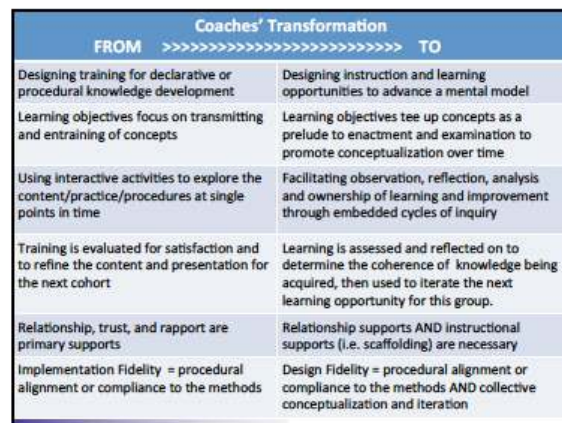 Coaches' Transformation
FROM >>>>>>>>>>>>>>>>>>>>>>>>>> TO
Designing training for declarative or
procedural knowledge development
Designing instruction and learning
opportunities to advance a mental model
Learning objectives focus on transmitting
and entraining of concepts
Learning objectives tee up concepts as a
prelude to enactment and examination to
promote conceptualization over time
Using interactive activities to explore the
content/practice/procedures at single
points in time
Facilitating observation, reflection, analysis
and ownership of learning and improvement
through embedded cycles of inquiry
Training is evaluated for satisfaction and
to refine the content and presentation for
the next cohort
Learning is assessed and reflected on to
determine the coherence of knowledge being
acquired, then used to iterate the next
learning opportunity for this group.
Relationship, trust, and rapport are
primary supports
Relationship supports AND instructional
supports (i.e. scaffolding) are necessary
Implementation Fidelity = procedural
alignment or compliance to the methods
Design Fidelity = procedural alignment or
compliance to the methods AND collective
conceptualization and iteration